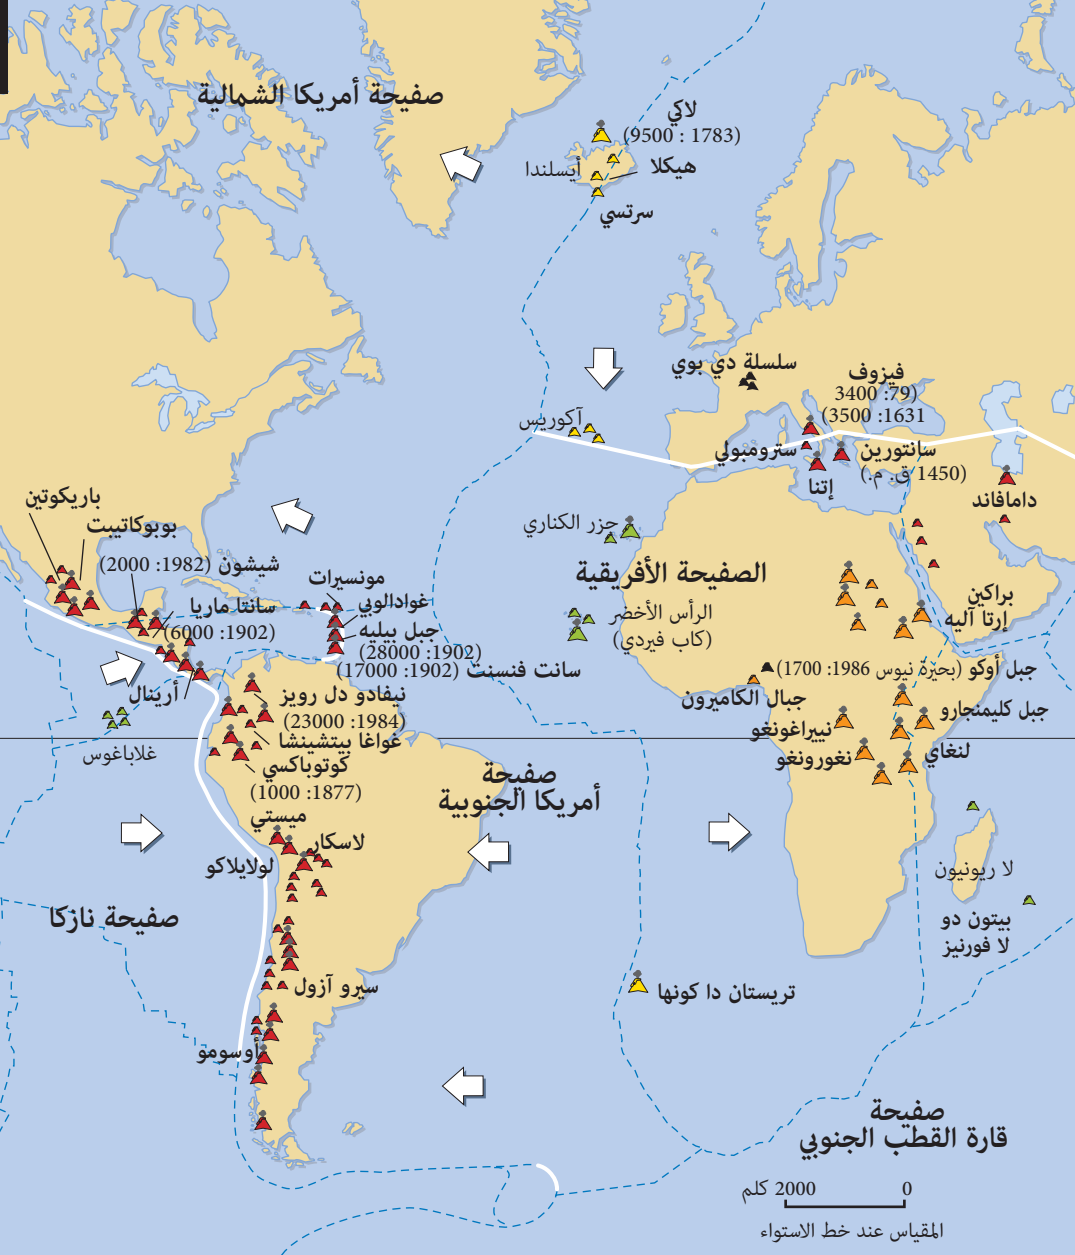 صفيحة أمريكا الشمالية
لاكي
(1783 : 9500)
هيكلا
أيسلندا
سرتسي
سلسلة دي بوي
فيزوف
(79: 3400
1631: 3500)
آكوريس
سترومبولي
سانتورين
(1450 ق. م.)
إتنا
دامافاند
باريكوتين
بوبوكاتيبت
جزر الكناري
شيشون (1982: 2000)
مونسيرات
الصفيحة الأفريقية
غوادالوبي
سانتا ماريا
(1902: 6000)
الرأس الأخضر
(كاب فيردي)
براكين
إرتا آليه
جبل بيليه
(1902: 28000)
سانت فنسنت (1902: 17000)
جبل أوكو (بحيرة نيوس 1986: 1700)
أرينال
نيفادو دل رويز
(1984: 23000)
جبال الكاميرون
جبل كليمنجارو
نييراغونغو
غواغا بيتشينشا
غلاباغوس
لنغاي
نغورونغو
كوتوباكسي
(1877: 1000)
صفيحة
أمريكا الجنوبية
ميستي
لاسكار
لولايلاكو
لا ريونيون
صفيحة نازكا
بيتون دو
لا فورنيز
سيرو آزول
تريستان دا كونها
أوسومو
صفيحة
قارة القطب الجنوبي
0 2000 كلم
المقياس عند خط الاستواء